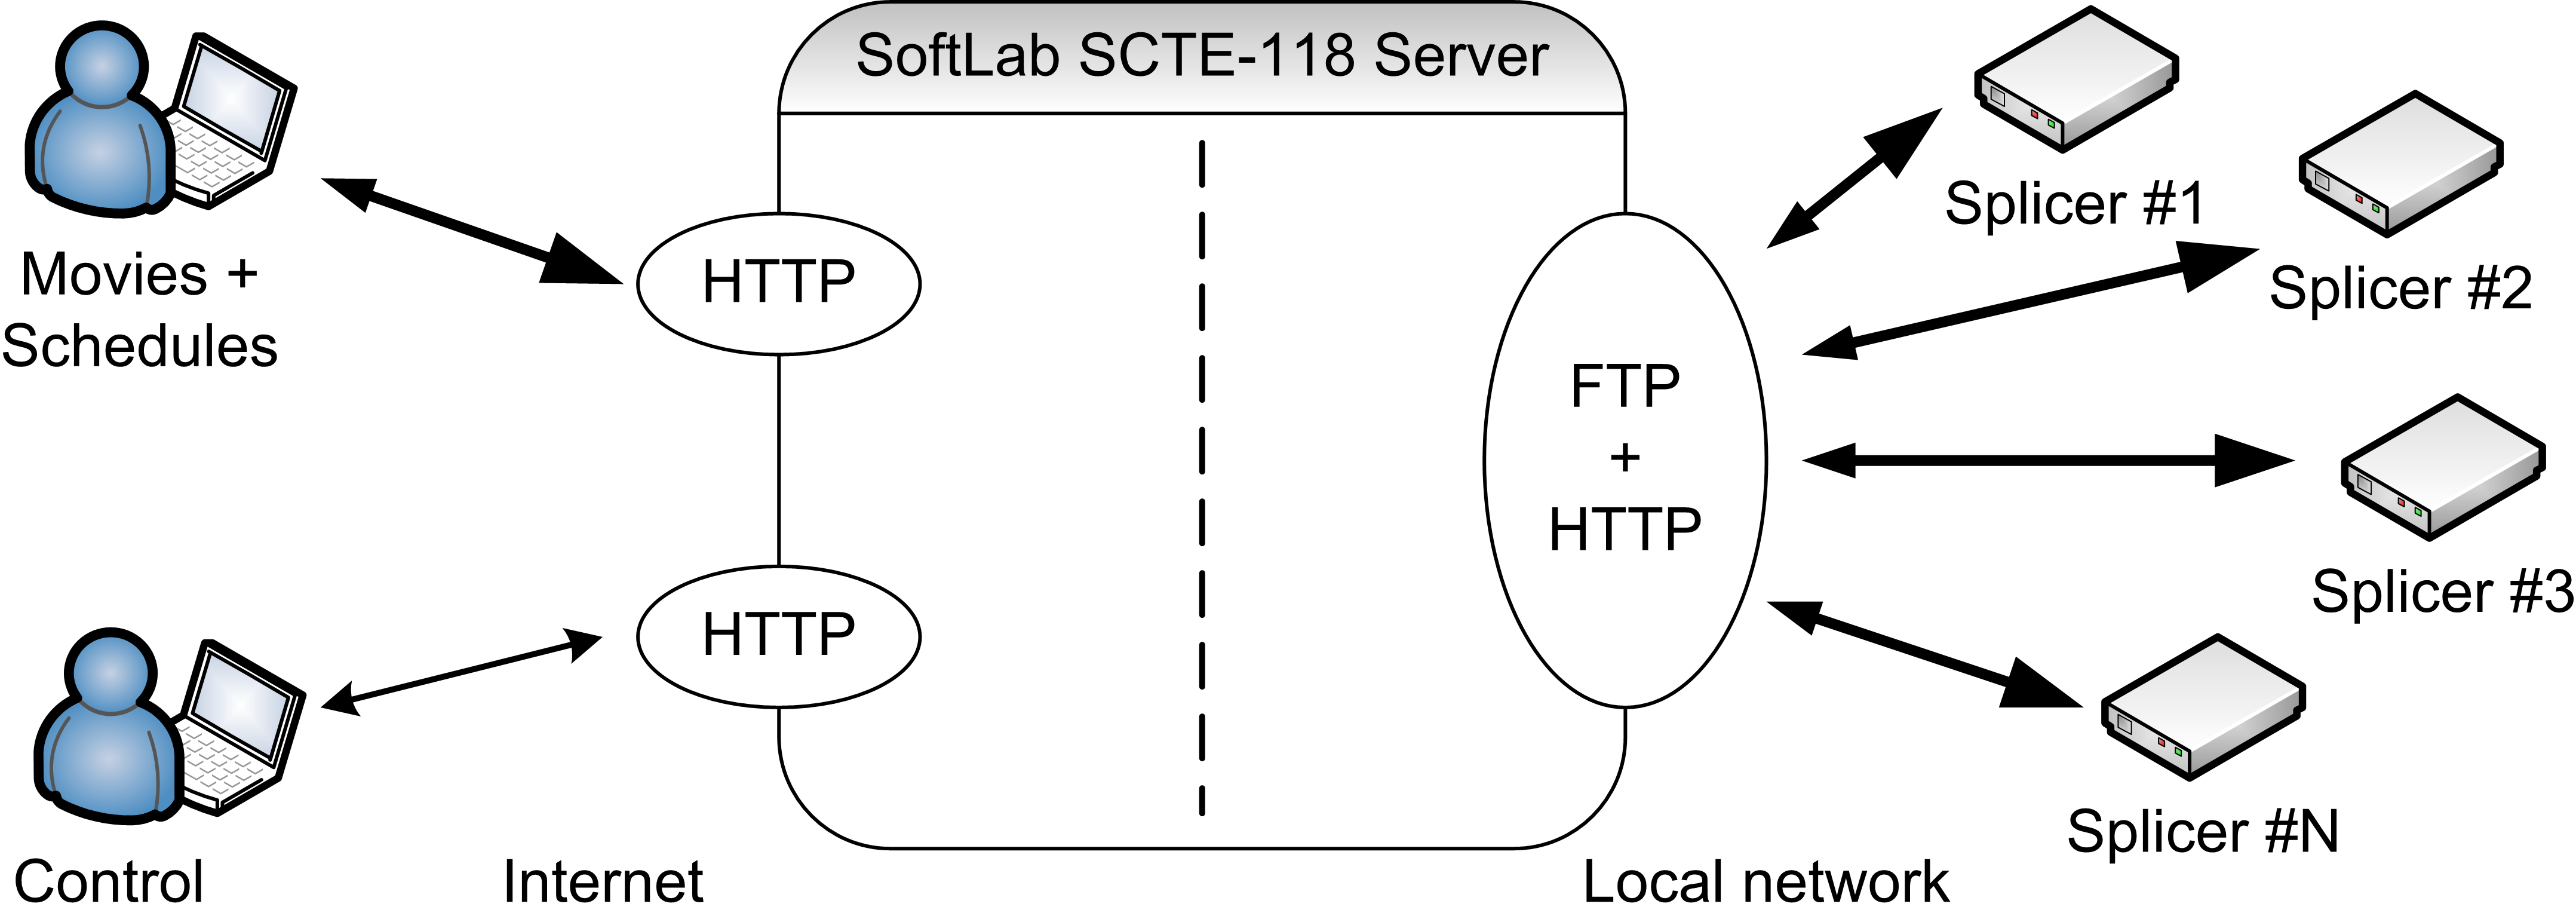 SoftLab SCTE-118 Server
Movies +
Schedules
HTTP
HTTP
Control
Internet
FTP
+
HTTP
Local network
Splicer #1
Splicer #2
Splicer #3
Splicer #N